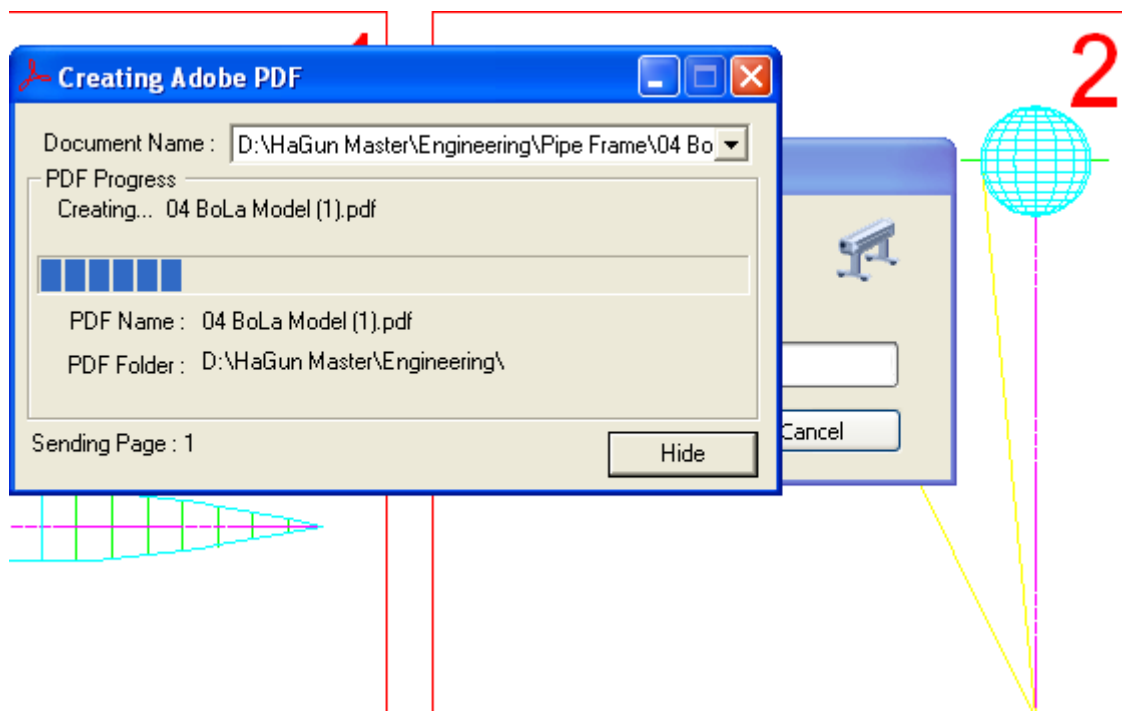 2
Creating Adobe PDF
Document Name : D:\HaGun Master\Engineering\Pipe Frame\04 Bo
PDF Progress
Creating... 04 BoLa Model (1).pdf
PDF Name : 04 BoLa Model (1).pdf
PDF Folder : D:\HaGun Master\Engineering\
Cancel
Sending Page : 1
Hide